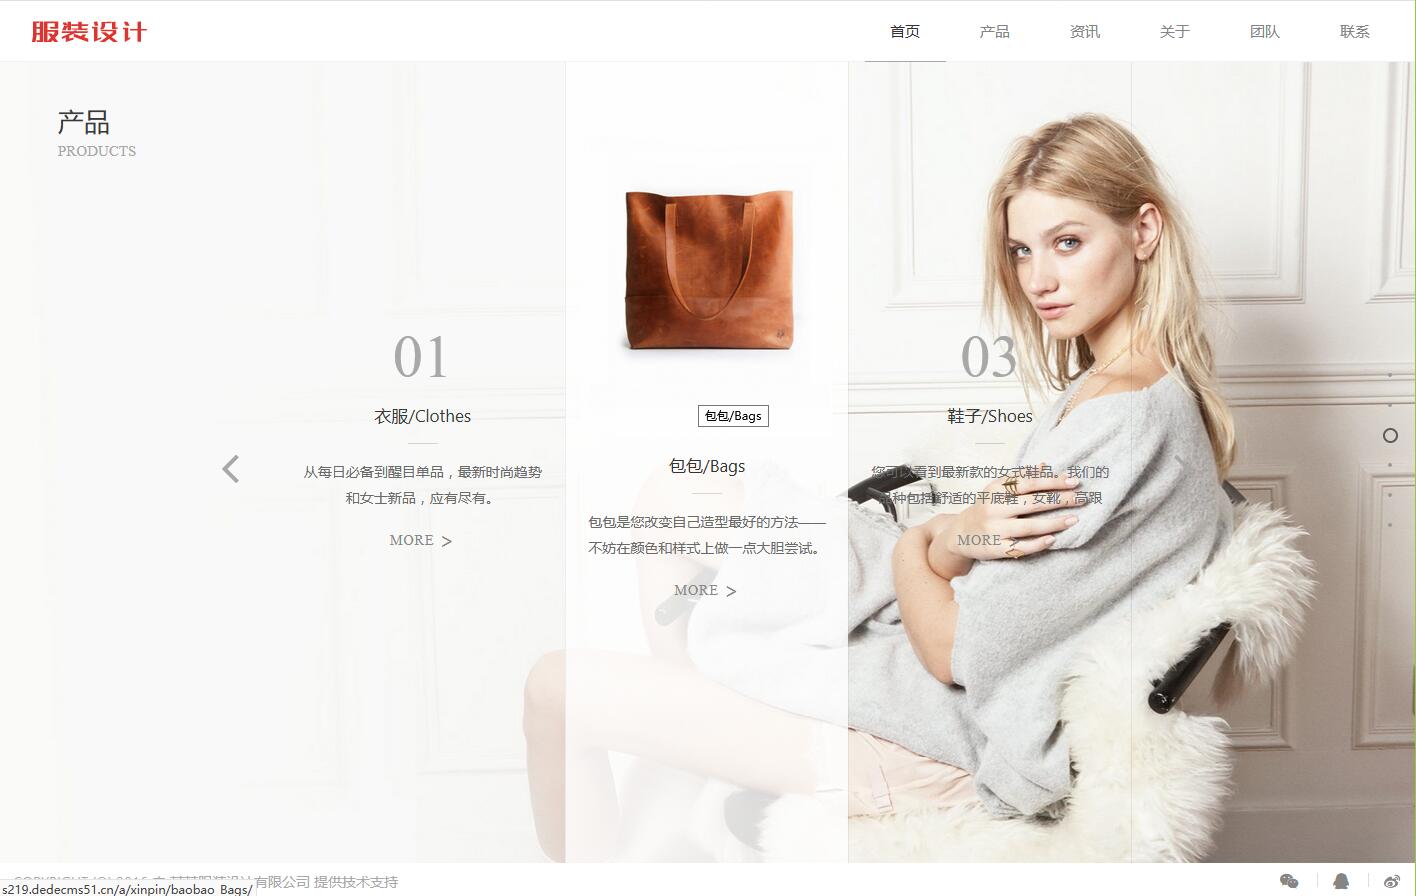 服装设计
首页
产品
资讯
关于
团队
联系
产品
PRODUCTS
01
衣服/Clothes
从每日必备到醒目单品，最新时尚趋势
和女士新品，应有尽有。
MORE >
包包/Bags
包包/Bags
包包是您改变自己造型最好的方法——
不妨在颜色和样式上做一点大胆尝试。
MORE >
03
鞋子/Shoes
您可以看到最新款的女式鞋品。我们的
品种包括舒适的平底鞋，女靴，高跟
MORE >
有限公司 提供技术支持
s219.dedecms51.cn/a/xinpin/baobao_Bags/